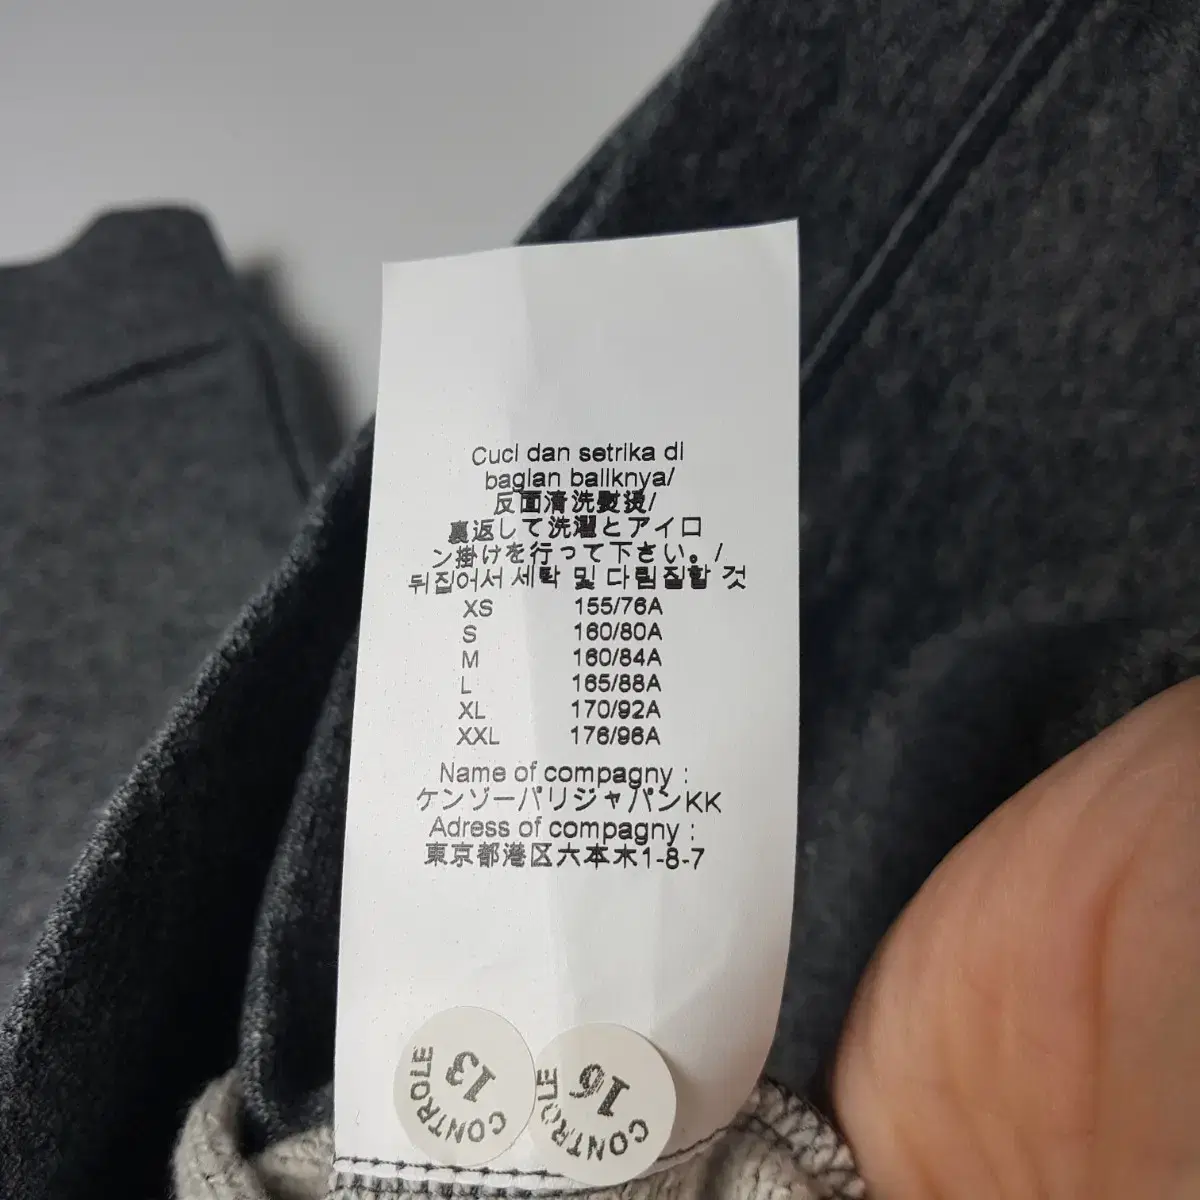 Cuci dan setrika di
bagian baliknya/
反面清洗熨烫/
裏返して洗濯とアイロ
ン掛けを行って下さい。/
뒤집어서 세탁 및 다림질할 것
XS 155/76A
S 160/80A
M 160/84A
L 165/88A
XL 170/92A
XXL 176/96A
Name of compagny :
ケンゾーパリジャパンKK
Adress of compagny :
東京都港区六本木1-8-7
CONTROLE
13
CONTROLE
16